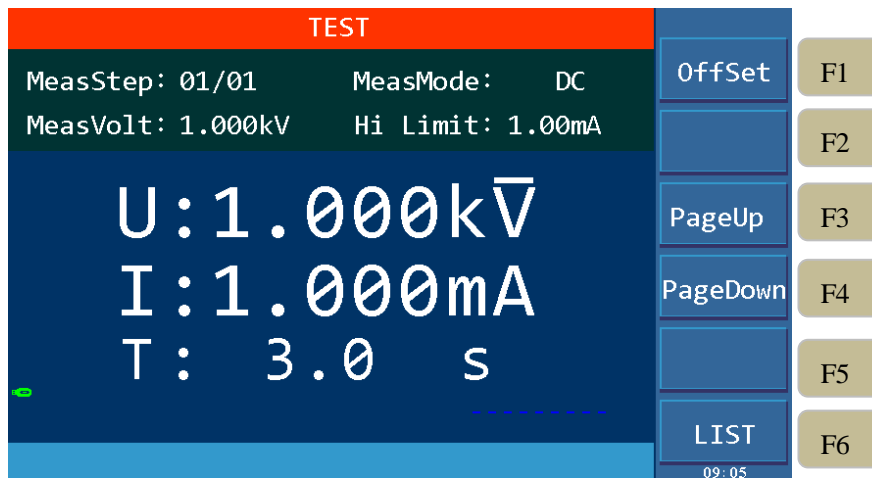 TEST
MeasStep: 01/01 MeasMode: DC
MeasVolt: 1.000kV Hi Limit: 1.00mA
U:1.000kV̅
I:1.000mA
T: 3.0 s
---------
OffSet F1
F2
PageUp F3
PageDown F4
F5
LIST F6
09:05